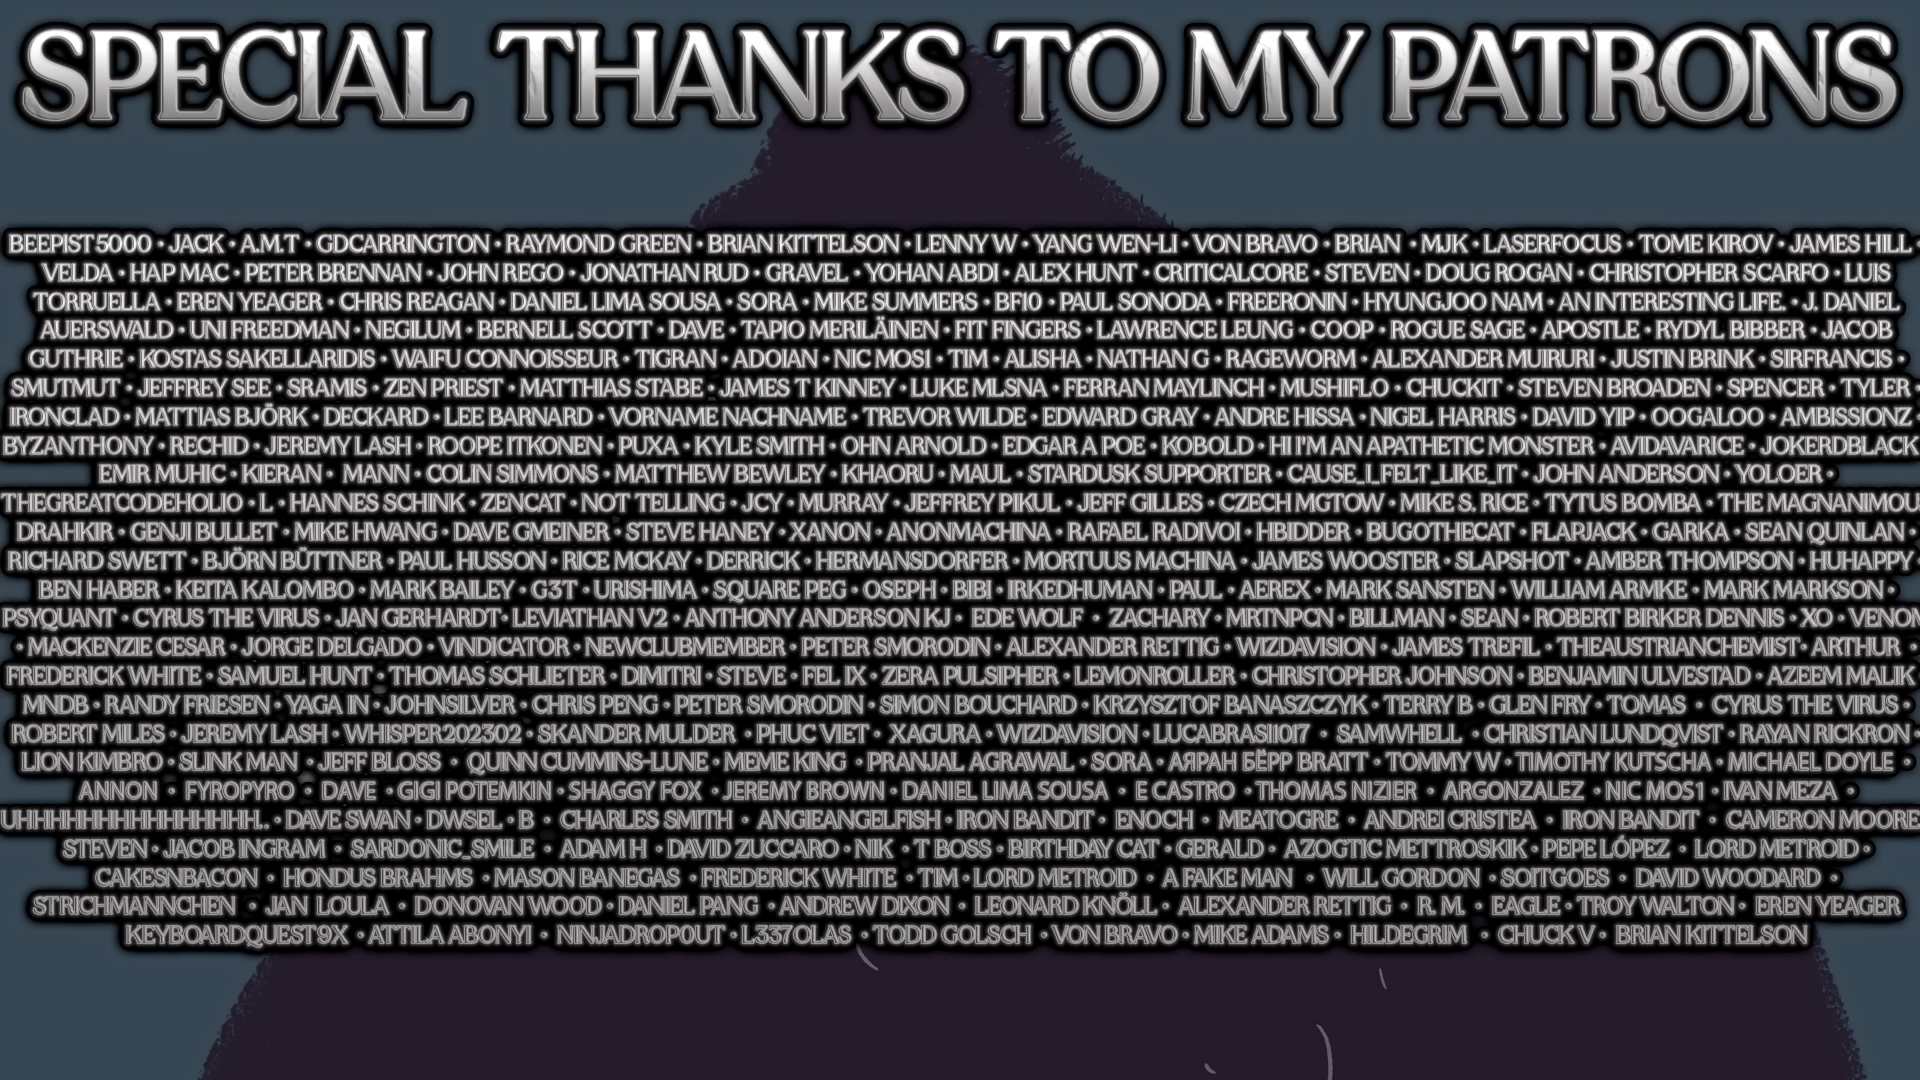 SPECIAL THANKS TO MY PATRONS
BEEPIST5000 • JACK • A.M.T • GDCARRINGTON • RAYMOND GREEN • BRIAN KITTELSON • LENNY W • YANG WEN-LI • VON BRAVO • BRIAN • MJK • LASERFOCUS • TOME KIROV • JAMES HILL •
VELDA • HAP MAC • PETER BRENNAN • JOHN REGO • JONATHAN RUD • GRAVEL • YOHAN ABDI • ALEX HUNT • CRITICALCORE • STEVEN • DOUG ROGAN • CHRISTOPHER SCARFO • LUIS
TORRUELLA • EREN YEAGER • CHRIS REAGAN • DANIEL LIMA SOUSA • SORA • MIKE SUMMERS • BF10 • PAUL SONODA • FREERONIN • HYUNGJOO NAM • AN INTERESTING LIFE. • J. DANIEL
AUERSWALD • UNI FREEDMAN • NEGILUM • BERNELL SCOTT • DAVE • TAPIO MERILÄINEN • FIT FINGERS • LAWRENCE LEUNG • COOP • ROGUE SAGE • APOSTLE • RYDYL BIBBER • JACOB
GUTHRIE • KOSTAS SAKELLARIDIS • WAIFU CONNOISSEUR • TIGRAN • ADOIAN • NIC MOS1 • TIM • ALISHA • NATHAN G • RAGEWORM • ALEXANDER MUIRURI • JUSTIN BRINK • SIRFRANCIS •
SMUTMUT • JEFFREY SEE • SRAMIS • ZEN PRIEST • MATTHIAS STABE • JAMES T KINNEY • LUKE MLSNA • FERRAN MAYLINCH • MUSHIFLO • CHUCKIT • STEVEN BROADEN • SPENCER • TYLER •
IRONCLAD • MATTIAS BJÖRK • DECKARD • LEE BARNARD • VORNAME NACHNAME • TREVOR WILDE • EDWARD GRAY • ANDRE HISSA • NIGEL HARRIS • DAVID YIP • OOGALOO • AMBISSIONZ •
BYZANTHONY • RECHID • JEREMY LASH • ROOPE ITKONEN • PUXA • KYLE SMITH • OHN ARNOLD • EDGAR A POE • KOBOLD • HI I'M AN APATHETIC MONSTER • AVIDAVARICE • JOKERDBLACK
EMIR MUHIC • KIERAN • MANN • COLIN SIMMONS • MATTHEW BEWLEY • KHAORU • MAUL • STARDUSK SUPPORTER • CAUSE_I_FELT_LIKE_IT • JOHN ANDERSON • YOLOER •
THEGREATCODEHOLIO • L • HANNES SCHINK • ZENCAT • NOT TELLING • JCY • MURRAY • JEFFREY PIKUL • JEFF GILLES • CZECH MGTOW • MIKE S. RICE • TYTUS BOMBA • THE MAGNANIMOU
DRAHKIR • GENJI BULLET • MIKE HWANG • DAVE GMEINER • STEVE HANEY • XANON • ANONMACHINA • RAFAEL RADIVOI • HBIDDER • BUGOTHECAT • FLAPJACK • GARKA • SEAN QUINLAN •
RICHARD SWETT • BJÖRN BÜTTNER • PAUL HUSSON • RICE MCKAY • DERRICK • HERMANSDORFER • MORTUUS MACHINA • JAMES WOOSTER • SLAPSHOT • AMBER THOMPSON • HUHAPPY •
BEN HABER • KEITA KALOMBO • MARK BAILEY • G3T • URISHIMA • SQUARE PEG • OSEPH • BIBI • IRKEDHUMAN • PAUL • AEREX • MARK SANSTEN • WILLIAM ARMKE • MARK MARKSON •
PSYQUANT • CYRUS THE VIRUS • JAN GERHARDT • LEVIATHAN V2 • ANTHONY ANDERSON KJ • EDE WOLF • ZACHARY • MRTNPCN • BILLMAN • SEAN • ROBERT BIRKER DENNIS • XO • VENOM
• MACKENZIE CESAR • JORGE DELGADO • VINDICATOR • NEWCLUBMEMBER • PETER SMORODIN • ALEXANDER RETTIG • WIZDAVISION • JAMES TREFIL • THEAUSTRIANCHEMIST • ARTHUR •
FREDERICK WHITE • SAMUEL HUNT • THOMAS SCHLIETER • DIMITRI • STEVE • FEL IX • ZERA PULSIPHER • LEMONROLLER • CHRISTOPHER JOHNSON • BENJAMIN ULVESTAD • AZEEM MALIK •
MNDB • RANDY FRIESEN • YAGA IN • JOHNSILVER • CHRIS PENG • PETER SMORODIN • SIMON BOUCHARD • KRZYSZTOF BANASZCZYK • TERRY B • GLEN FRY • TOMAS • CYRUS THE VIRUS •
ROBERT MILES • JEREMY LASH • WHISPER202302 • SKANDER MULDER • PHUC VIET • XAGURA • WIZDAVISION • LUCABRASI1017 • SAMWHELL • CHRISTIAN LUNDQVIST • RAYAN RICKRON •
LION KIMBRO • SLINK MAN • JEFF BLOSS • QUINN CUMMINS-LUNE • MEME KING • PRANJAL AGRAWAL • SORA • АЯРАН БЁРР BRATT • TOMMY W • TIMOTHY KUTSCHA • MICHAEL DOYLE •
ANNON • FYROPYRO • DAVE • GIGI POTEMKIN • SHAGGY FOX • JEREMY BROWN • DANIEL LIMA SOUSA • E CASTRO • THOMAS NIZIER • ARGONZALEZ • NIC MOS1 • IVAN MEZA •
UHHHHHHHHHHHHHHH.. • DAVE SWAN • DWSEL • B • CHARLES SMITH • ANGIEANGELFISH • IRON BANDIT • ENOCH • MEATOGRE • ANDREI CRISTEA • IRON BANDIT • CAMERON MOORE
STEVEN • JACOB INGRAM • SARDONIC_SMILE • ADAM H • DAVID ZUCCARO • NIK • T BOSS • BIRTHDAY CAT • GERALD • AZOGTIC METTROSKIK • PEPE LÓPEZ • LORD METROID •
CAKESNBACON • HONDUS BRAHMS • MASON BANEGAS • FREDERICK WHITE • TIM • LORD METROID • A FAKE MAN • WILL GORDON • SOITGOES • DAVID WOODARD •
STRICHMANNCHEN • JAN LOULA • DONOVAN WOOD • DANIEL PANG • ANDREW DIXON • LEONARD KNÖLL • ALEXANDER RETTIG • R. M. • EAGLE • TROY WALTON • EREN YEAGER
KEYBOARDQUEST9X • ATTILA ABONYI • NINJADR0P0UT • L337OLAS • TODD GOLSCH • VON BRAVO • MIKE ADAMS • HILDEGRIM • CHUCK V • BRIAN KITTELSON